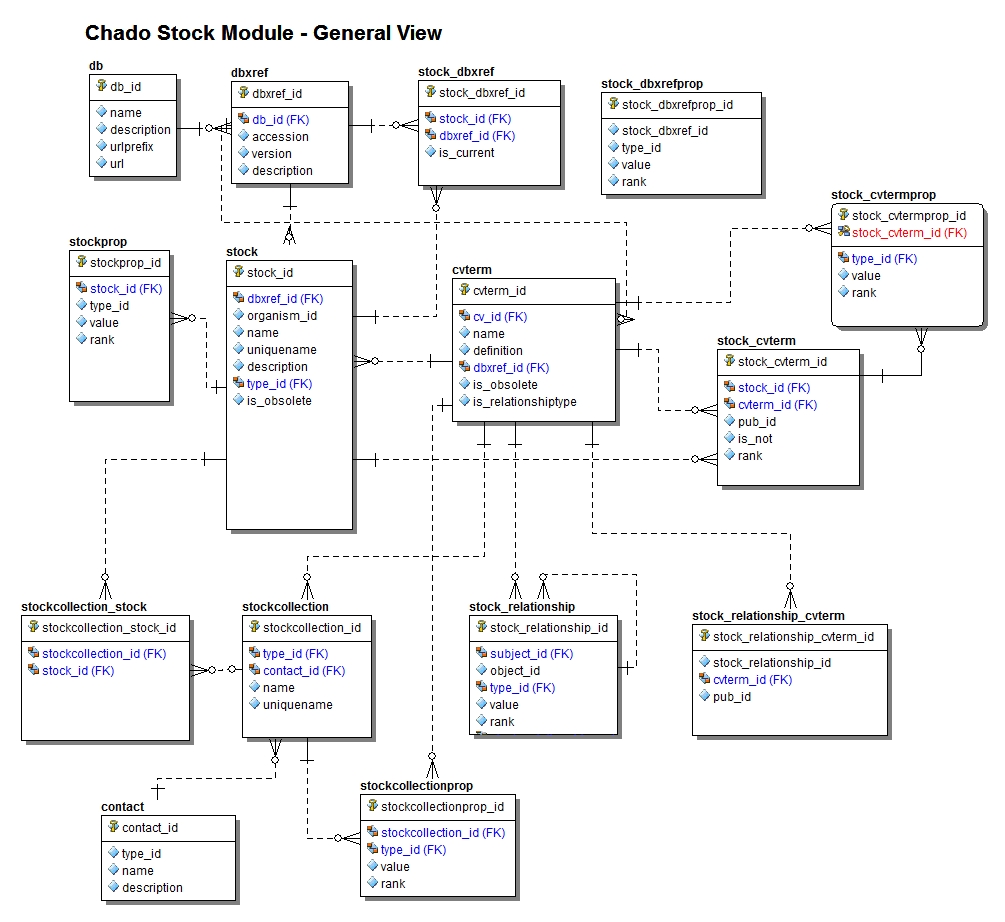 Chado Stock Module - General View
db
db_id
name
description
urlprefix
url
dbxref
dbxref_id
db_id (FK)
accession
version
description
stock_dbxref
stock_dbxref_id
stock_id (FK)
dbxref_id (FK)
is_current
stock_dbxrefprop
stock_dbxrefprop_id
stock_dbxref_id
type_id
value
rank
stock_cvtermprop
stock_cvtermprop_id
stock_cvterm_id (FK)
type_id (FK)
value
rank
stockprop
stockprop_id
stock_id (FK)
type_id
value
rank
stock
stock_id
dbxref_id (FK)
organism_id
name
uniquename
description
type_id (FK)
is_obsolete
cvterm
cvterm_id
cv_id (FK)
name
definition
dbxref_id (FK)
is_obsolete
is_relationshiptype
stock_cvterm
stock_cvterm_id
stock_id (FK)
cvterm_id (FK)
pub_id
is_not
rank
stockcollection_stock
stockcollection_stock_id
stockcollection_id (FK)
stock_id (FK)
stockcollection
stockcollection_id
type_id (FK)
contact_id (FK)
name
uniquename
stock_relationship
stock_relationship_id
subject_id (FK)
object_id
type_id (FK)
value
rank
stock_relationship_cvterm
stock_relationship_cvterm_id
stock_relationship_id
cvterm_id (FK)
pub_id
contact
contact_id
type_id
name
description
stockcollectionprop
stockcollectionprop_id
stockcollection_id (FK)
type_id (FK)
value
rank